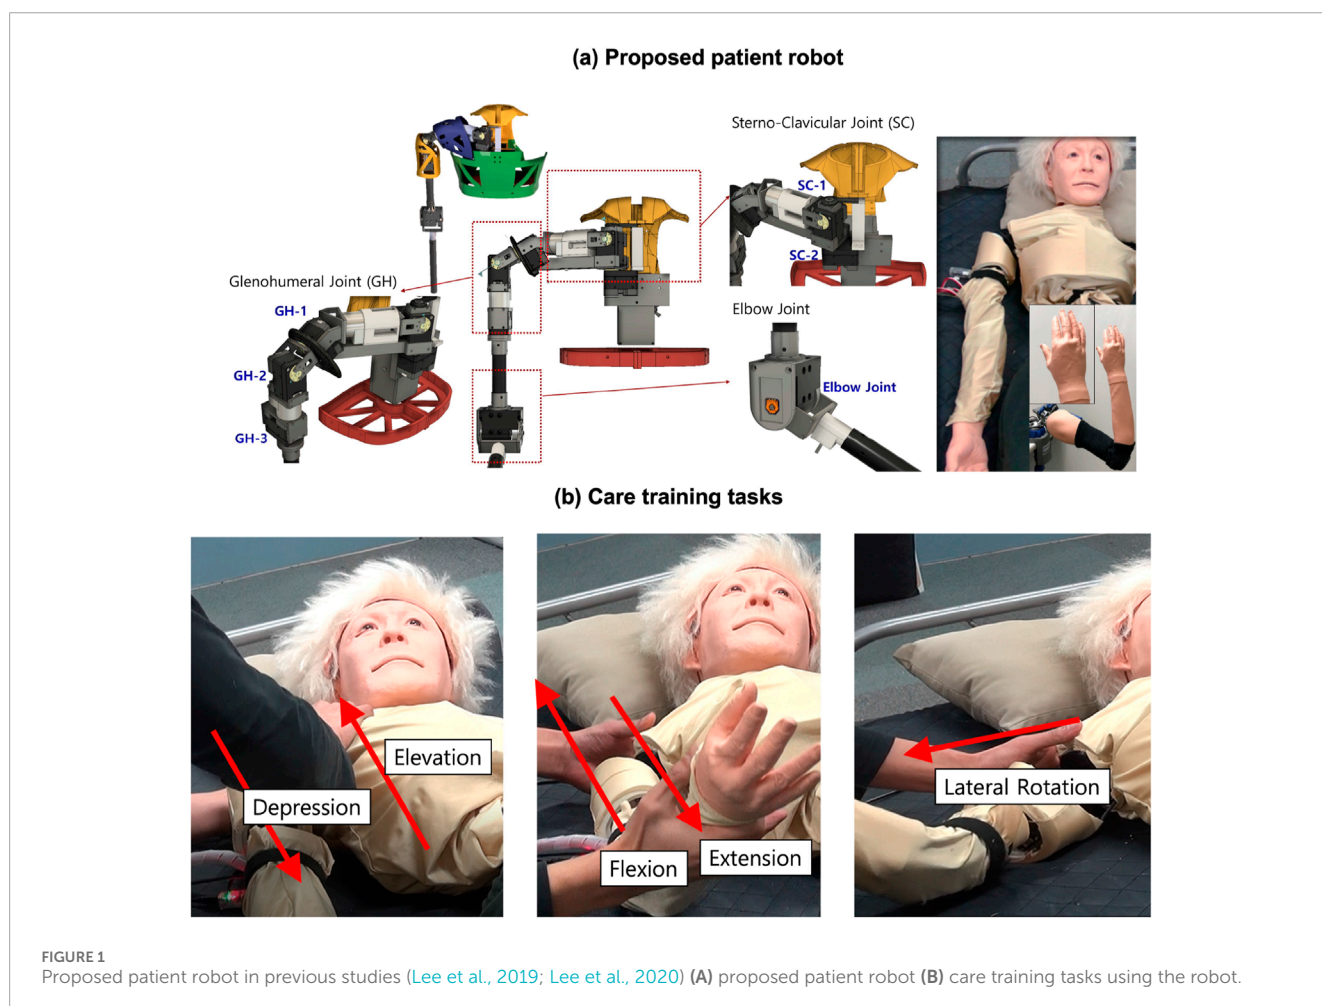 (a) Proposed patient robot
Sterno-Clavicular Joint (SC)
SC-1
SC-2
Glenohumeral Joint (GH)
GH-1
GH-2
GH-3
Elbow Joint
Elbow Joint
(b) Care training tasks
Elevation
Depression
Flexion
Extension
Lateral Rotation
FIGURE 1
Proposed patient robot in previous studies (Lee et al., 2019; Lee et al., 2020) (A) proposed patient robot (B) care training tasks using the robot.